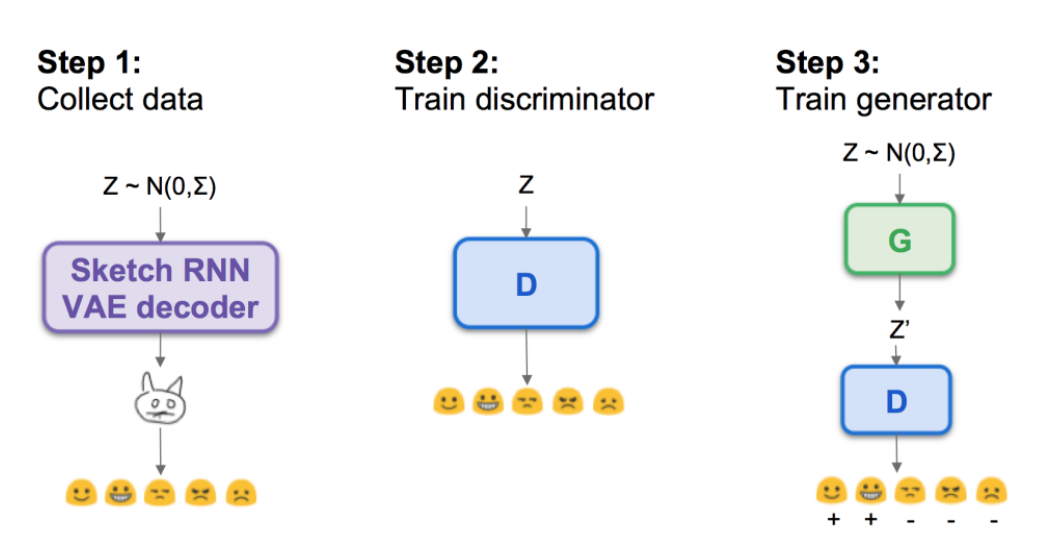 Step 1:
Collect data
Z ~ N(0,Σ)
Sketch RNN
VAE decoder
Step 2:
Train discriminator
Z
D
Step 3:
Train generator
Z ~ N(0,Σ)
G
Z’
D
+ + - - -